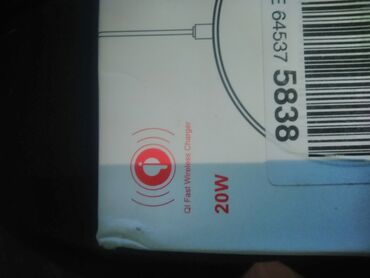 E 64537 5838
QI Fast Wireless Charger
20W